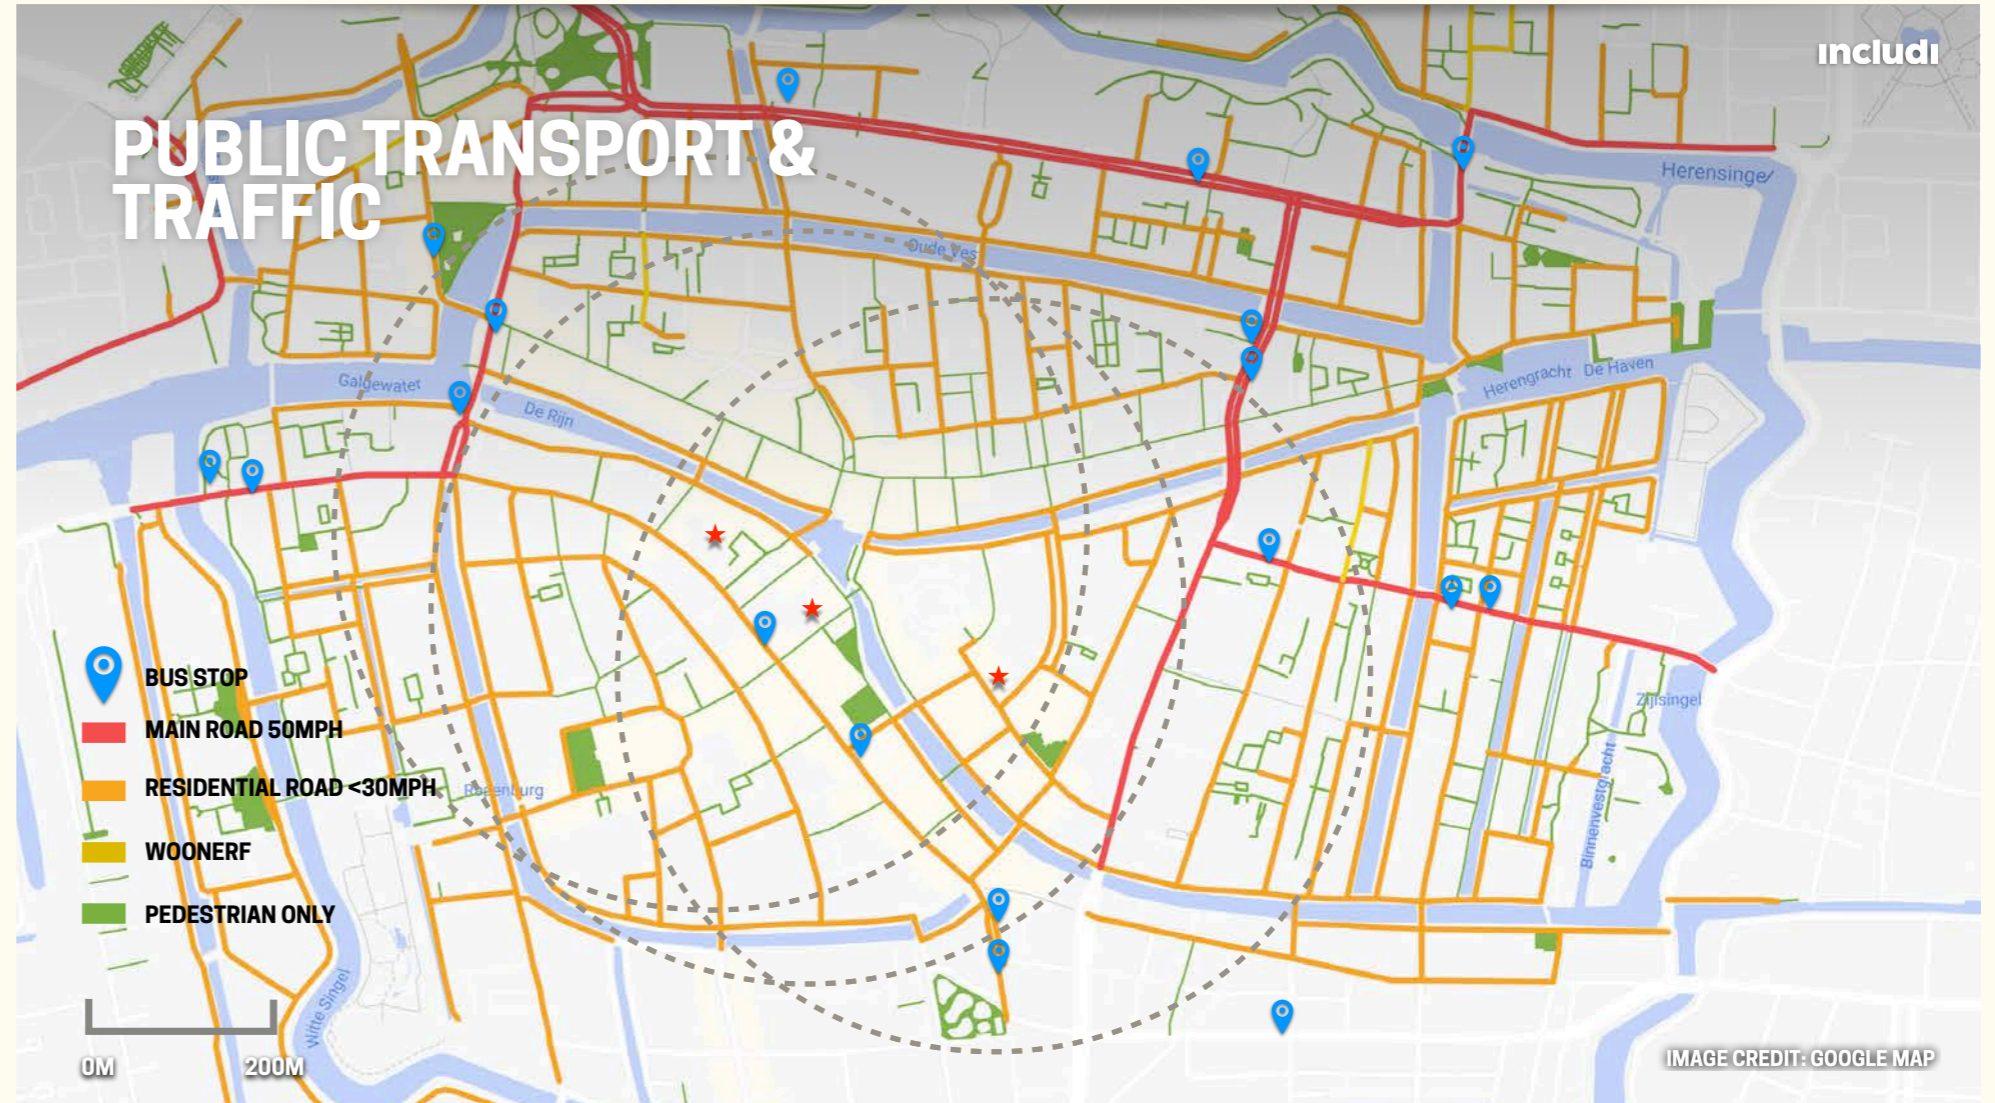 includi
PUBLIC TRANSPORT &
TRAFFIC
Herensinge
Oude Ves
Galgewater
De Rijn
Herengracht
De Haven
BUS STOP
MAIN ROAD 50MPH
RESIDENTIAL ROAD <30MPH
WOONERF
PEDESTRIAN ONLY
Zijlsingel
Binnenvestgracht
Witte Singel
0M
200M
IMAGE CREDIT: GOOGLE MAP